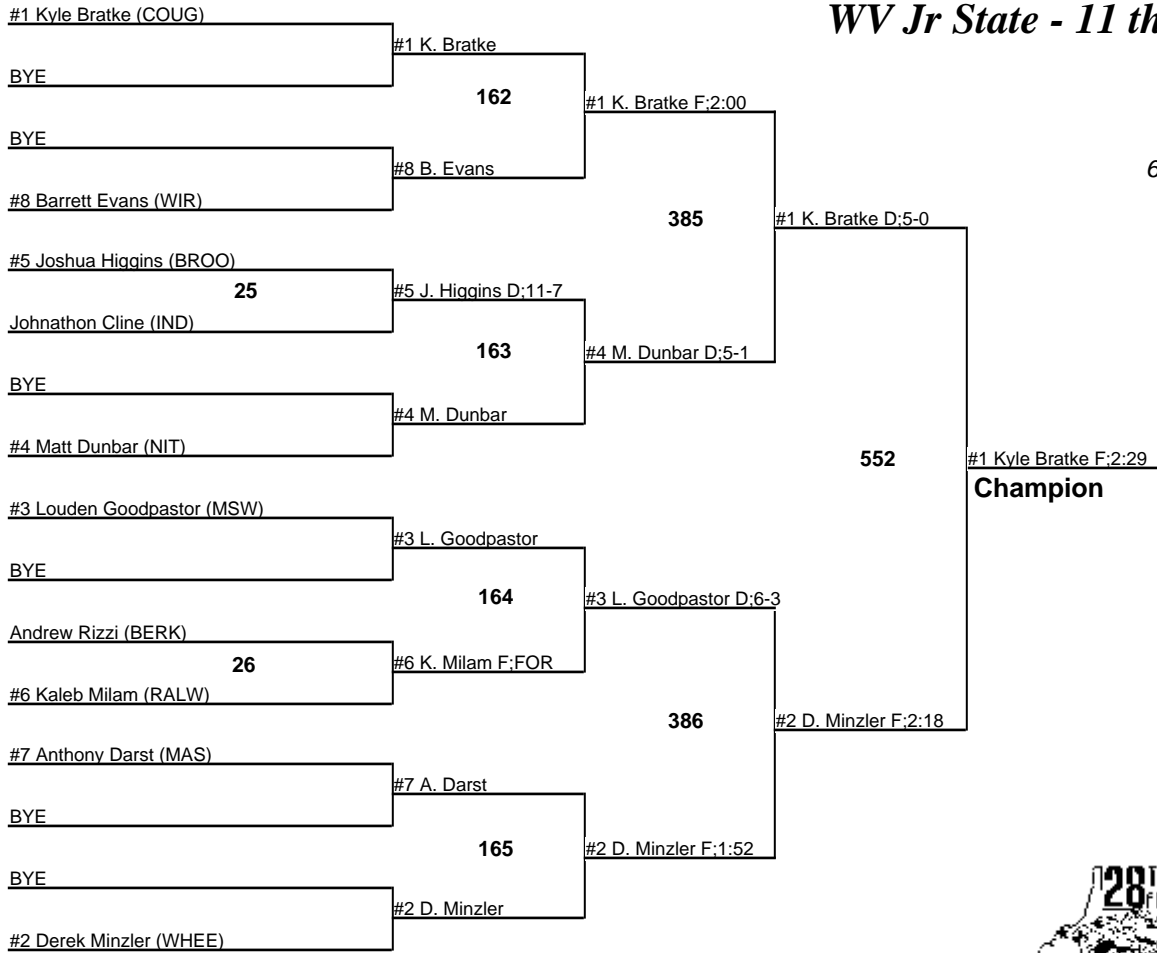 #1 Kyle Bratke (COUG)
WV Jr State - 11 th
#1 K. Bratke
BYE
162
#1 K. Bratke F;2:00
BYE
#8 B. Evans
6
#8 Barrett Evans (WIR)
385
#1 K. Bratke D;5-0
#5 Joshua Higgins (BROO)
25
#5 J. Higgins D;11-7
Johnathon Cline (IND)
163
#4 M. Dunbar D;5-1
BYE
#4 M. Dunbar
#4 Matt Dunbar (NIT)
552
#1 Kyle Bratke F;2:29
Champion
#3 Louden Goodpastor (MSW)
#3 L. Goodpastor
BYE
164
#3 L. Goodpastor D;6-3
Andrew Rizzi (BERK)
26
#6 K. Milam F;FOR
#6 Kaleb Milam (RALW)
386
#2 D. Minzler F;2:18
#7 Anthony Darst (MAS)
#7 A. Darst
BYE
165
#2 D. Minzler F;1:52
BYE
28
#2 D. Minzler
#2 Derek Minzler (WHEE)